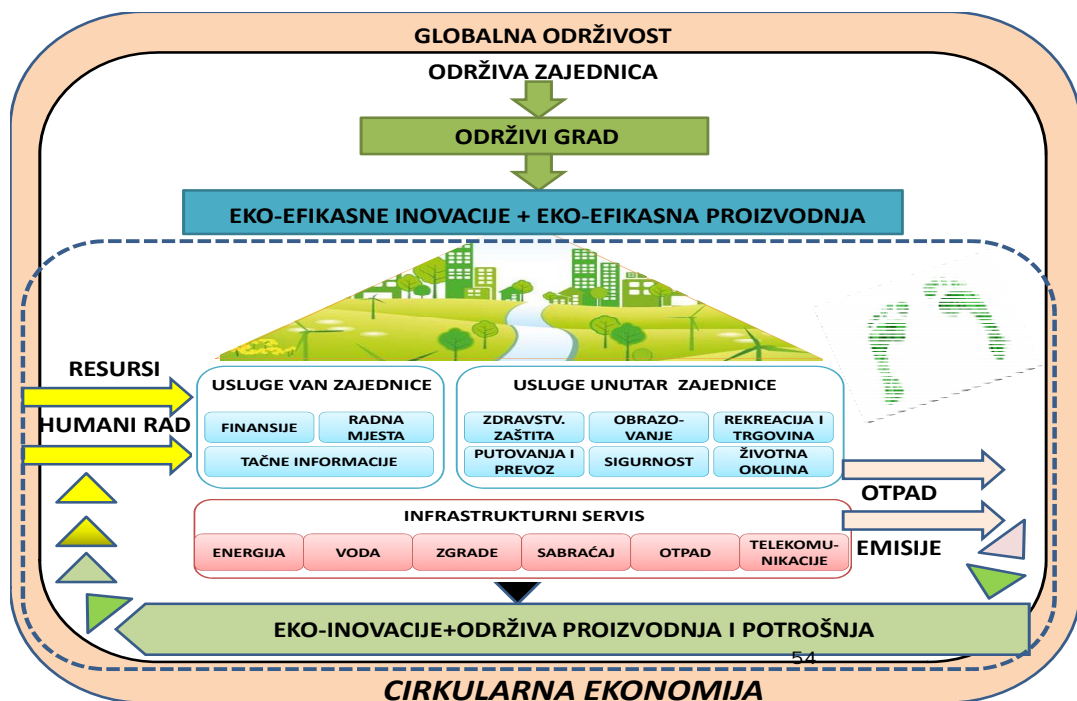 GLOBALNA ODRŽIVOST
ODRŽIVA ZAJEDNICA
ODRŽIVI GRAD
EKO-EFIKASNE INOVACIJE + EKO-EFIKASNA PROIZVODNJA
RESURSI
HUMANI RAD
USLUGE VAN ZAJEDNICE
FINANSIJE
RADNA
MJESTA
TAČNE INFORMACIJE
USLUGE UNUTAR ZAJEDNICE
ZDRAVSTV.
ZAŠTITA
OBRAZO-
VANJE
REKREACIJA I
TRGOVINA
PUTOVANJA I
PREVOZ
SIGURNOST
ŽIVOTNA
OKOLINA
OTPAD
EMISIJE
INFRASTRUKTURNI SERVIS
ENERGIJA
VODA
ZGRADE
SABRAĆAJ
OTPAD
TELEKOMU-
NIKACIJE
EKO-INOVACIJE+ODRŽIVA PROIZVODNJA I POTROŠNJA
54
CIRKULARNA EKONOMIJA